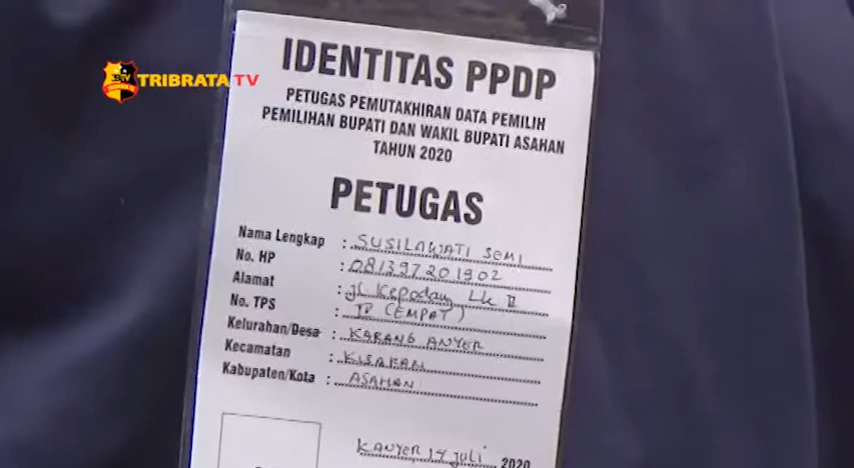 TRIBRATA TV
IDENTITAS PPDP
PETUGAS PEMUTAKHIRAN DATA PEMILIH
PEMILIHAN BUPATI DAN WAKIL BUPATI ASAHAN
TAHUN 2020
PETUGAS
Nama Lengkap : SUSILAWATI SEMI
No. HP : 081397201902
Alamat : Jl. Kepodang Lk II
No. TPS : IV (EMPAT)
Kelurahan/Desa : KARANG ANYER
Kecamatan : KISARAN
Kabupaten/Kota : ASAHAN
KANYER 14 Juli 2020